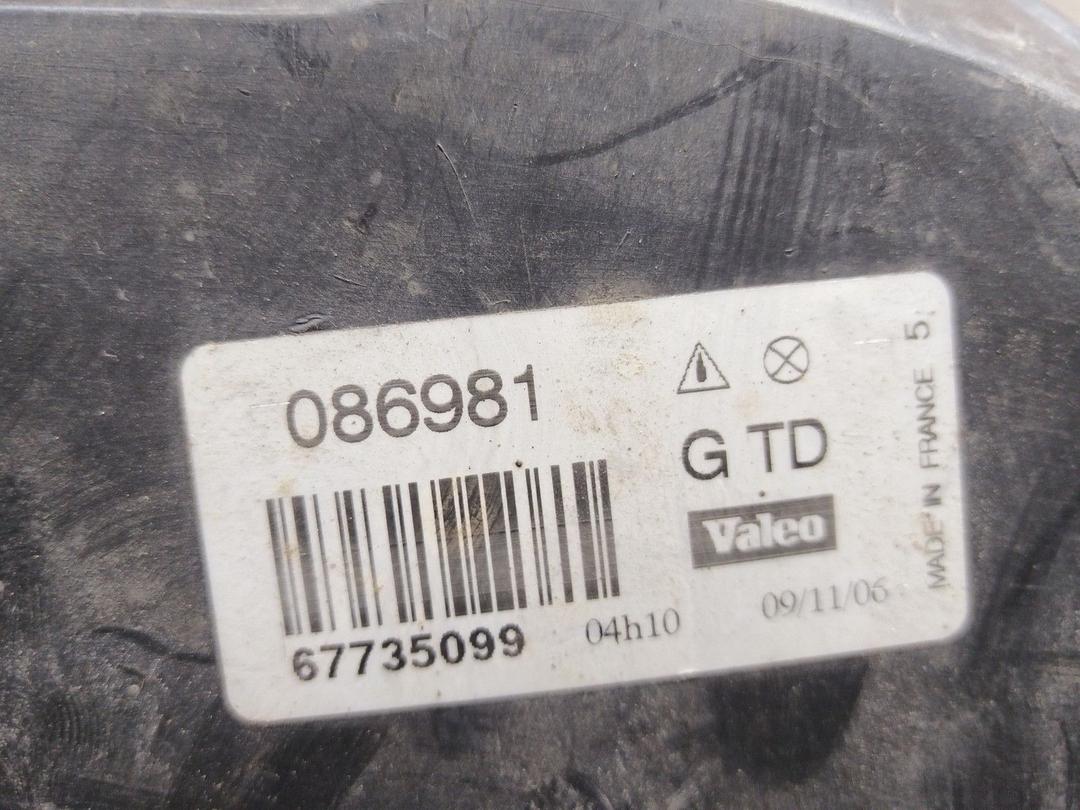 086981
G TD
Valeo
67735099
04h10
09/11/06
MADE IN FRANCE 5